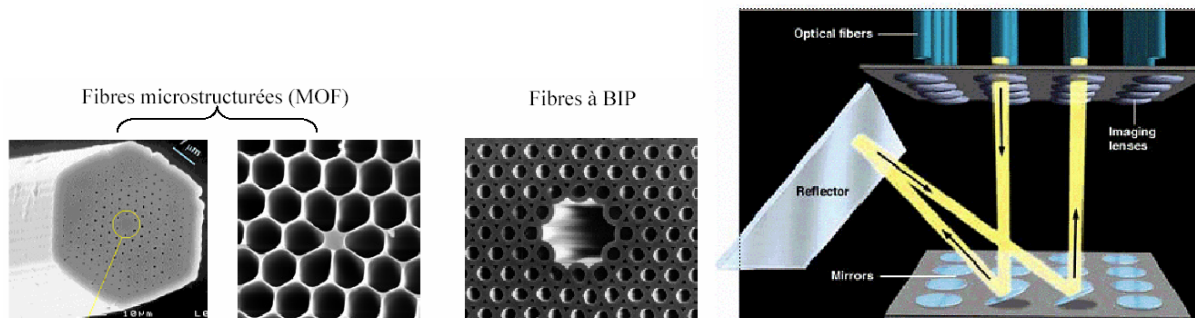 Fibres microstructurées (MOF)
Fibres à BIP
10µm
Optical fibers
Imaging
lenses
Reflector
Mirrors